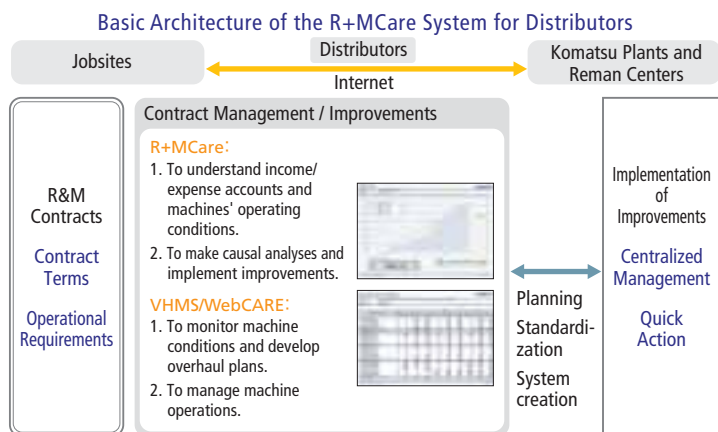 Basic Architecture of the R+MCare System for Distributors
Jobsites
Distributors
Internet
Komatsu Plants and
Reman Centers
R&M
Contracts
Contract
Terms
Operational
Requirements
Contract Management / Improvements
R+MCare:
1. To understand income/
expense accounts and
machines' operating
conditions.
2. To make causal analyses and
implement improvements.
VHMS/WebCARE:
1. To monitor machine
conditions and develop
overhaul plans.
2. To manage machine
operations.
Planning
Standardi-
zation
System
creation
Implementation
of
Improvements
Centralized
Management
Quick
Action